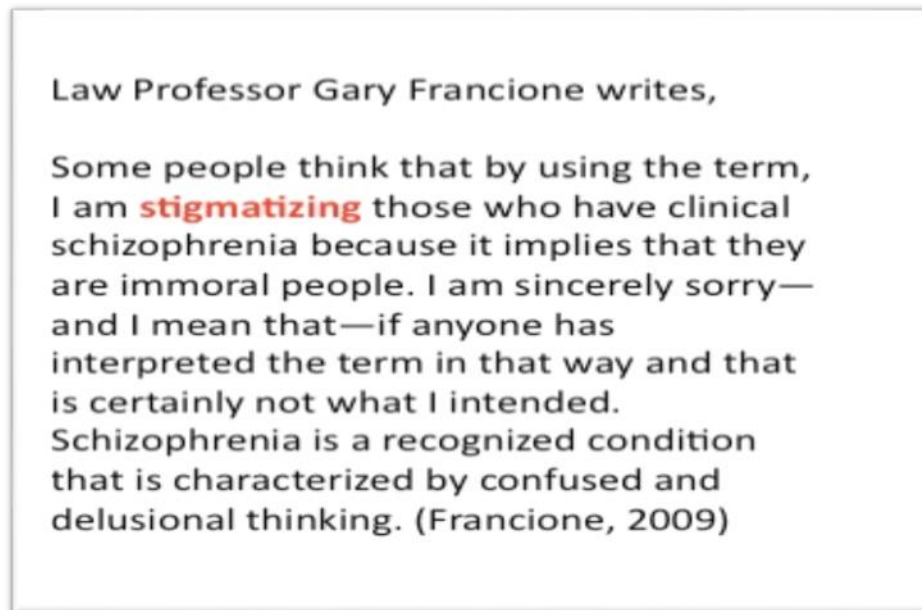 Law Professor Gary Francione writes,
Some people think that by using the term,
I am stigmatizing those who have clinical
schizophrenia because it implies that they
are immoral people. I am sincerely sorry—
and I mean that—if anyone has
interpreted the term in that way and that
is certainly not what I intended.
Schizophrenia is a recognized condition
that is characterized by confused and
delusional thinking. (Francione, 2009)